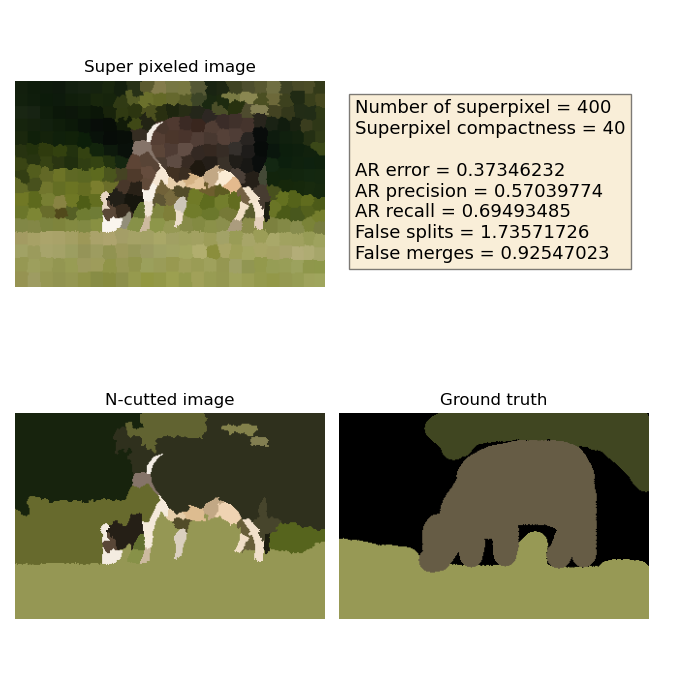 Super pixeled image
Number of superpixel = 400
Superpixel compactness = 40
AR error = 0.37346232
AR precision = 0.57039774
AR recall = 0.69493485
False splits = 1.73571726
False merges = 0.92547023
N-cutted image
Ground truth